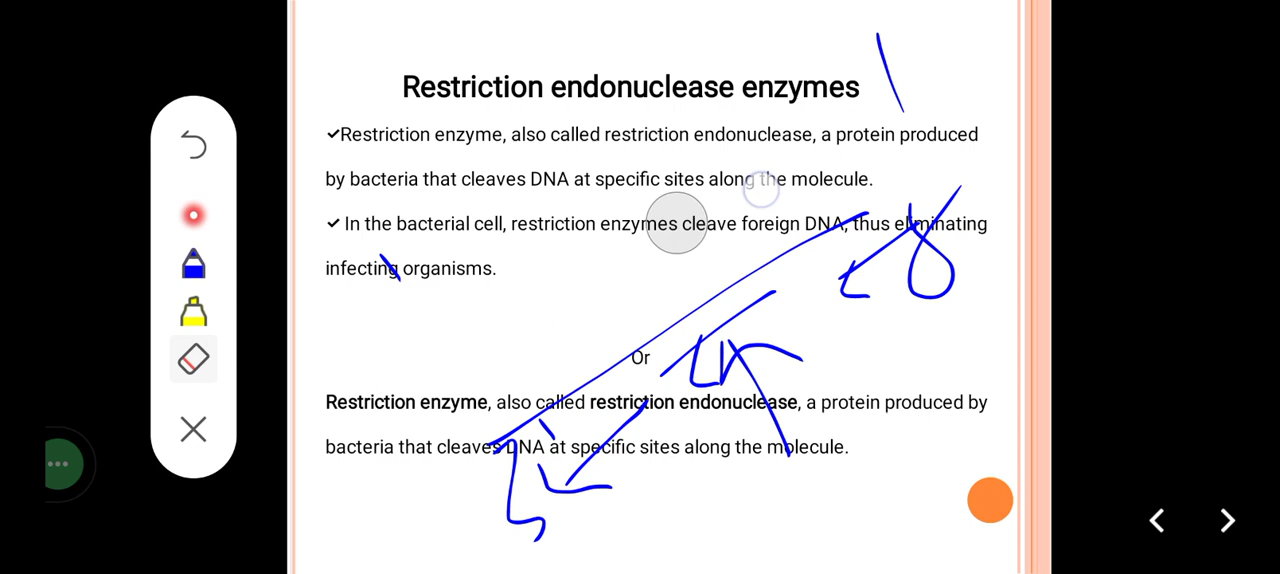 Restriction endonuclease enzymes
✔Restriction enzyme, also called restriction endonuclease, a protein produced
by bacteria that cleaves DNA at specific sites along the molecule.
✔ In the bacterial cell, restriction enzymes cleave foreign DNA, thus eliminating
infecting organisms.
Or
Restriction enzyme, also called restriction endonuclease, a protein produced by
bacteria that cleaves DNA at specific sites along the molecule.